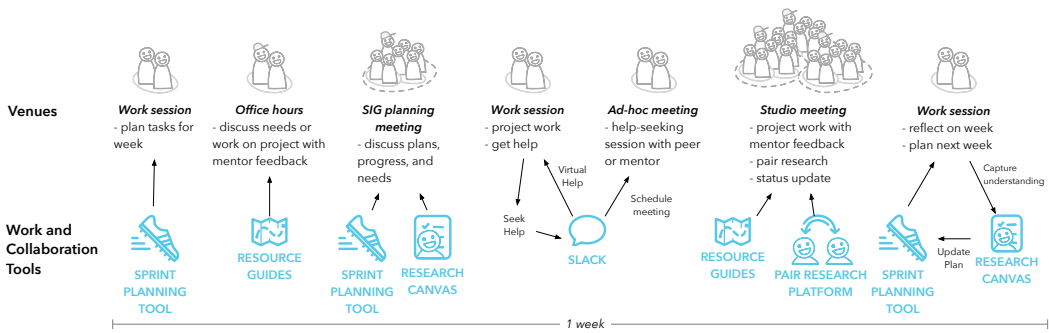 Venues
Work session
- plan tasks for
week
Office hours
- discuss needs or
work on project with
mentor feedback
SIG planning
meeting
- discuss plans,
progress, and
needs
Work session
- project work
- get help
Ad-hoc meeting
- help-seeking
session with peer
or mentor
Studio meeting
- project work with
mentor feedback
- pair research
- status update
Work session
- reflect on week
- plan next week
Virtual
Help
Schedule
meeting
Seek
Help
Capture
understanding
Update
Plan
Work and
Collaboration
Tools
SPRINT
PLANNING
TOOL
RESOURCE
GUIDES
SPRINT
PLANNING
TOOL
RESEARCH
CANVAS
SLACK
RESOURCE
GUIDES
PAIR RESEARCH
PLATFORM
SPRINT
PLANNING
TOOL
RESEARCH
CANVAS
1 week